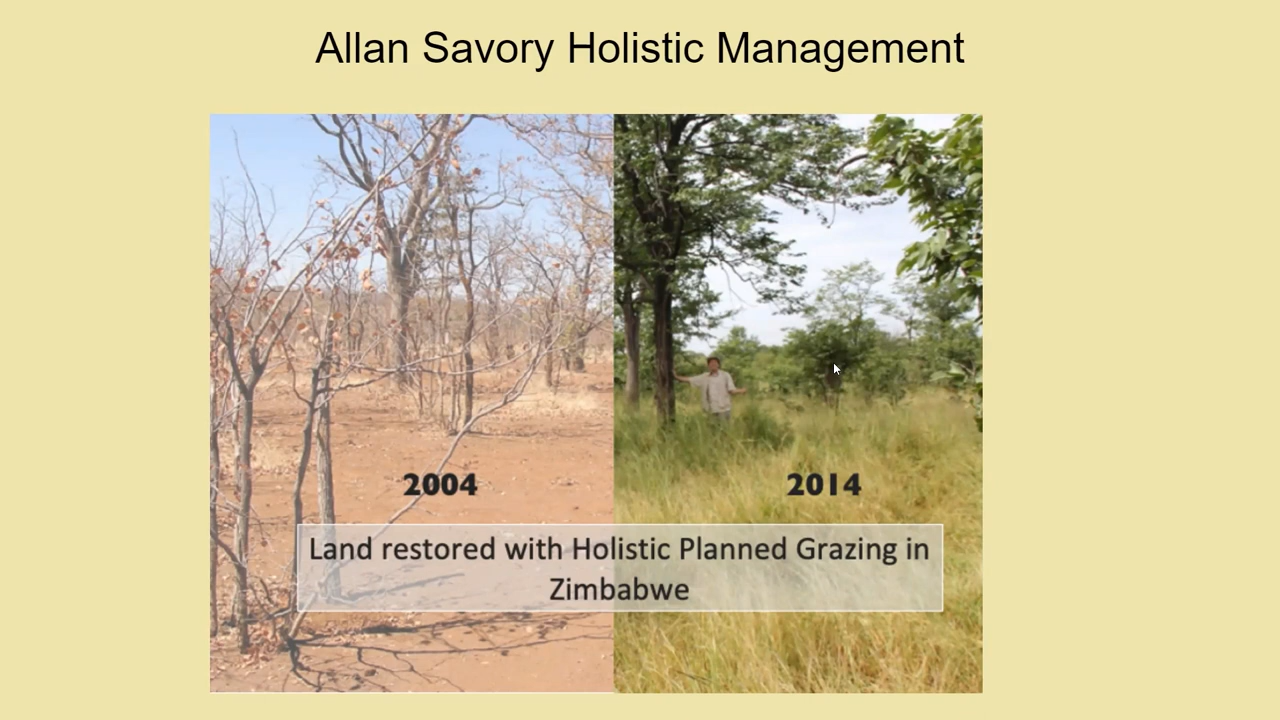 Allan Savory Holistic Management
2004
2014
Land restored with Holistic Planned Grazing in
Zimbabwe